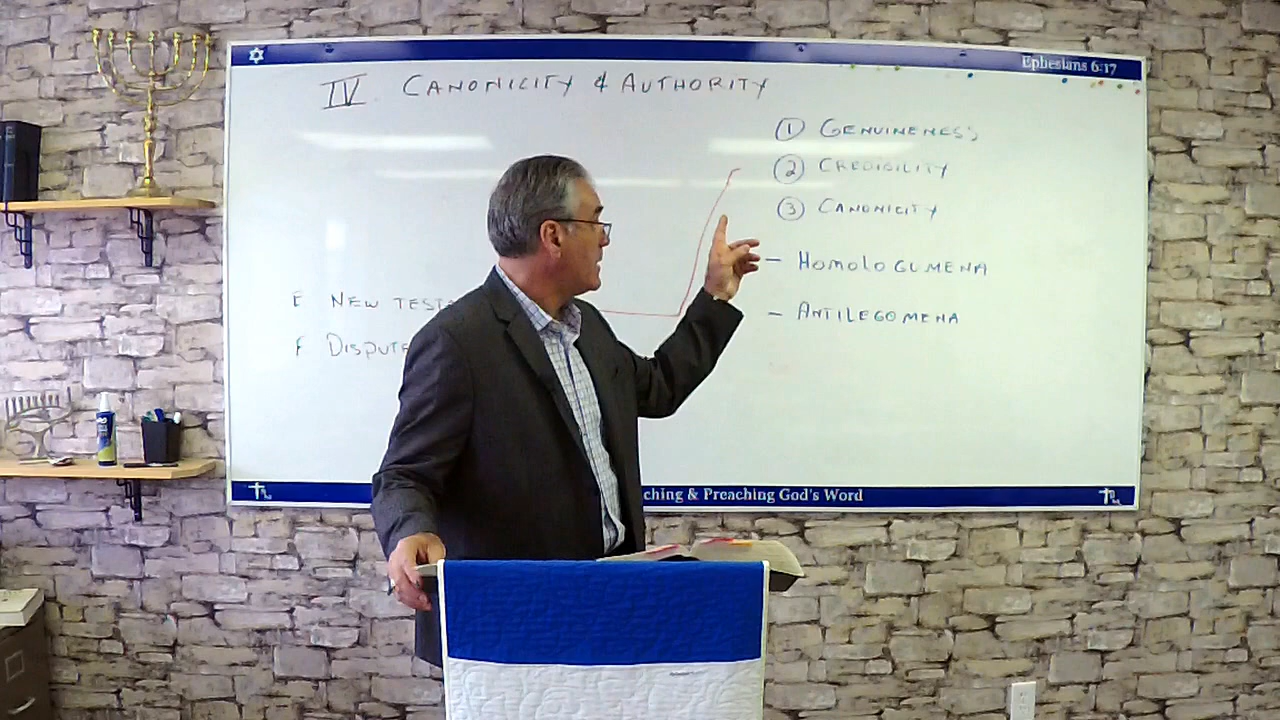 Ephesians 6:17
IV CANONICITY & AUTHORITY
① GENUINENESS
② CREDIBILITY
③ CANONICITY
– HOMOLOGUMENA
– ANTILEGOMENA
E NEW TEST
F DISPUTE
ching & Preaching God's Word